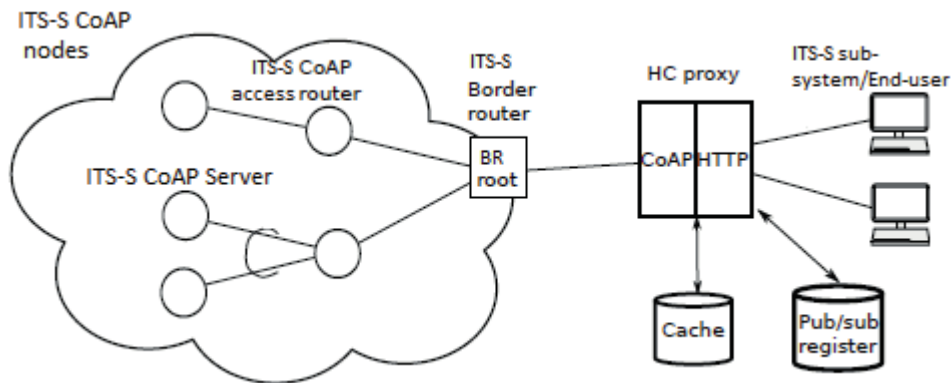 ITS-S CoAP
nodes
ITS-S CoAP
access router
ITS-S
Border
router
HC proxy
ITS-S sub-
system/End-user
BR
root
CoAP
HTTP
ITS-S CoAP Server
Cache
Pub/sub
register